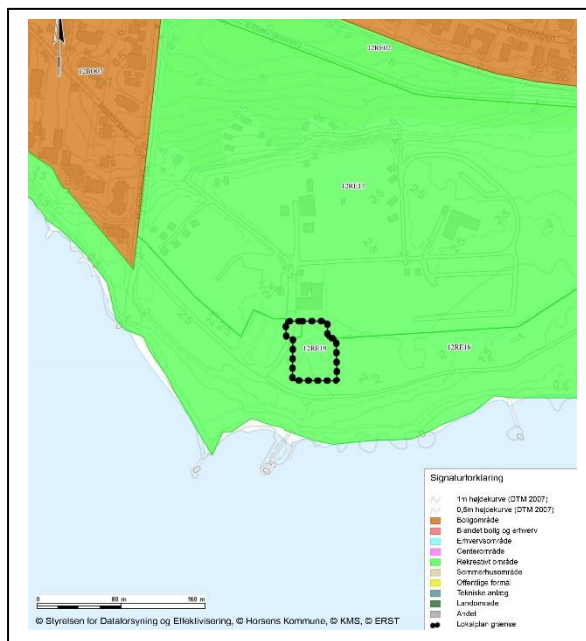 12RE02
12BO07
12RE17
12RE19
12RE16
Signaturforklaring
1m højdekurve (DTM 2007)
0,5m højdekurve (DTM 2007)
Boligområde
Blandet bolig og erhverv
Erhvervsområde
Centerområde
Rekreativt område
Sommerhusområde
Offentlige formål
Tekniske anlæg
Landområde
Andet
Lokalplan grænse
0 80 m 160 m
© Styrelsen for Dataforsyning og Effektivisering, © Horsens Kommune, © KMS, © ERST